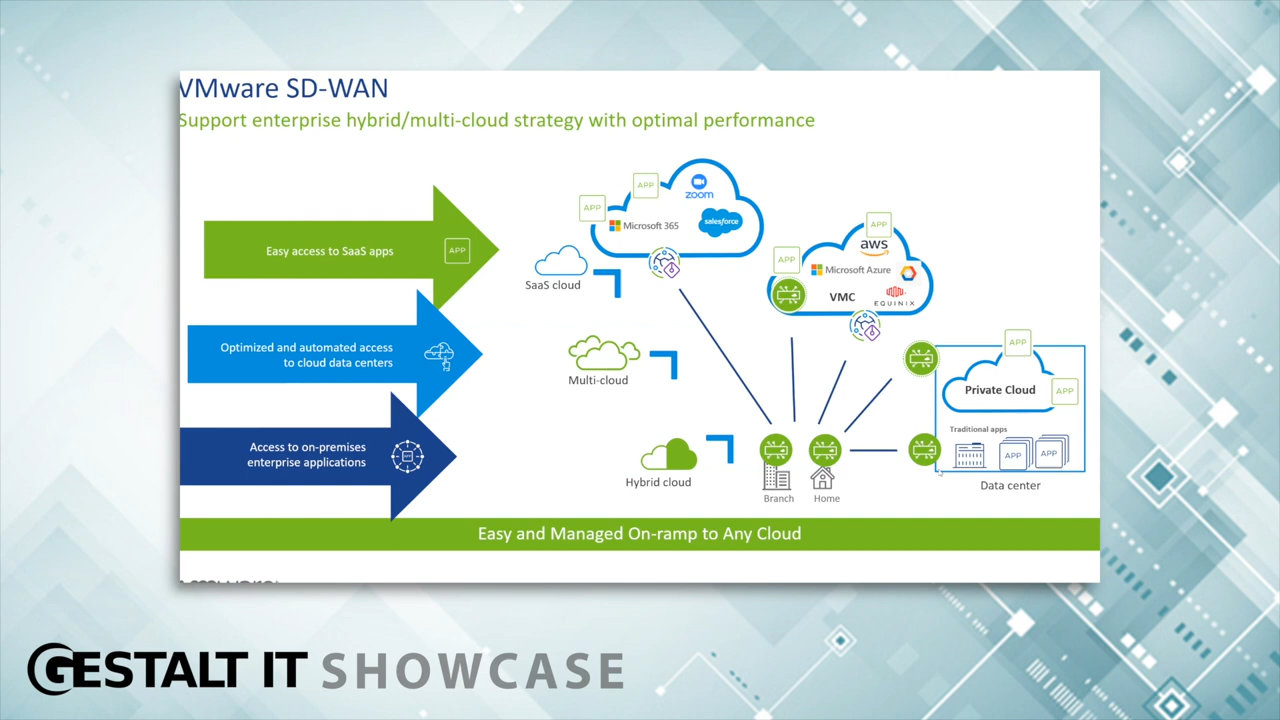 VMware SD-WAN
Support enterprise hybrid/multi-cloud strategy with optimal performance
Easy access to SaaS apps
APP
Optimized and automated access
to cloud data centers
Access to on-premises
enterprise applications
APP
APP
zoom
Microsoft 365
salesforce
SaaS cloud
APP
APP
aws
Microsoft Azure
VMC
EQUINIX
Multi-cloud
APP
Private Cloud
APP
Traditional apps
APP
APP
Data center
Hybrid cloud
Branch
Home
Easy and Managed On-ramp to Any Cloud
GESTALT IT SHOWCASE